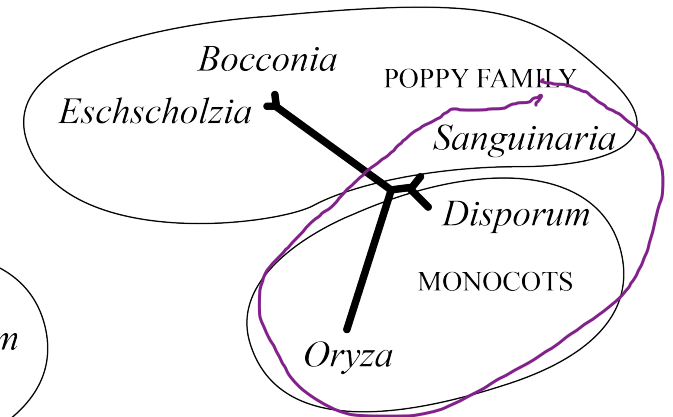 Bocconia
POPPY FAMILY
Eschscholzia
Sanguinaria
Disporum
MONOCOTS
Oryza